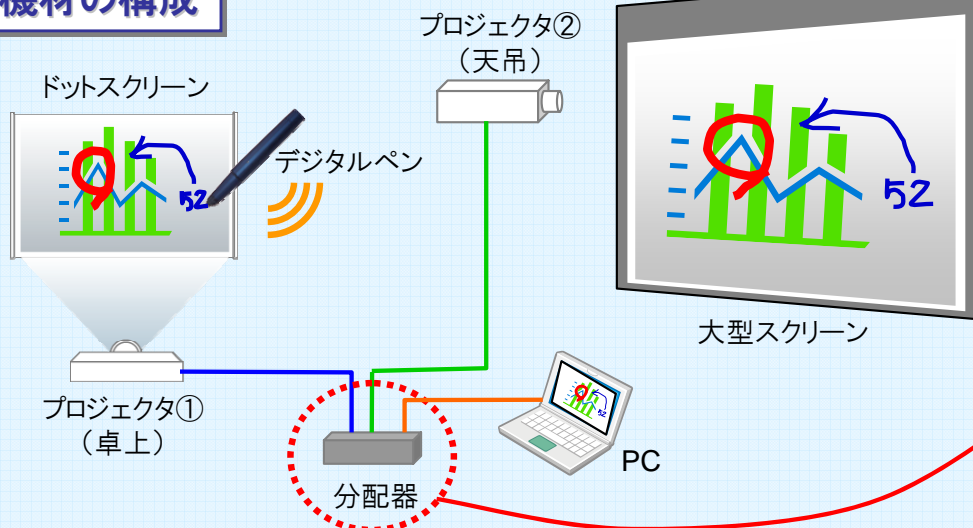 機材の構成
プロジェクタ②
（天吊）
ドットスクリーン
デジタルペン
52
52
大型スクリーン
プロジェクタ①
（卓上）
PC
分配器